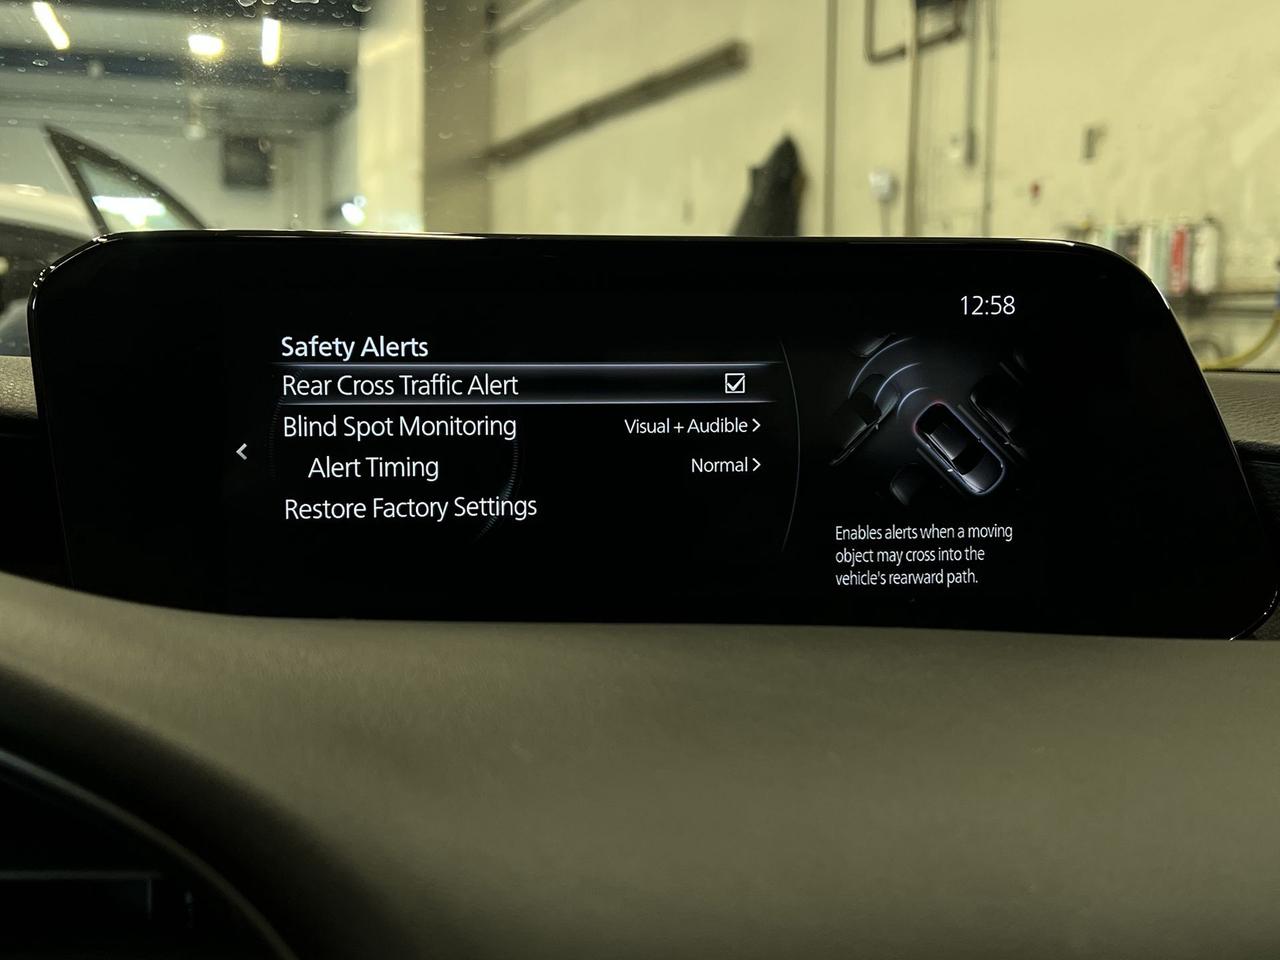 12:58
Safety Alerts
Rear Cross Traffic Alert
Blind Spot Monitoring Visual + Audible >
Alert Timing Normal >
Restore Factory Settings
<
Enables alerts when a moving
object may cross into the
vehicle's rearward path.